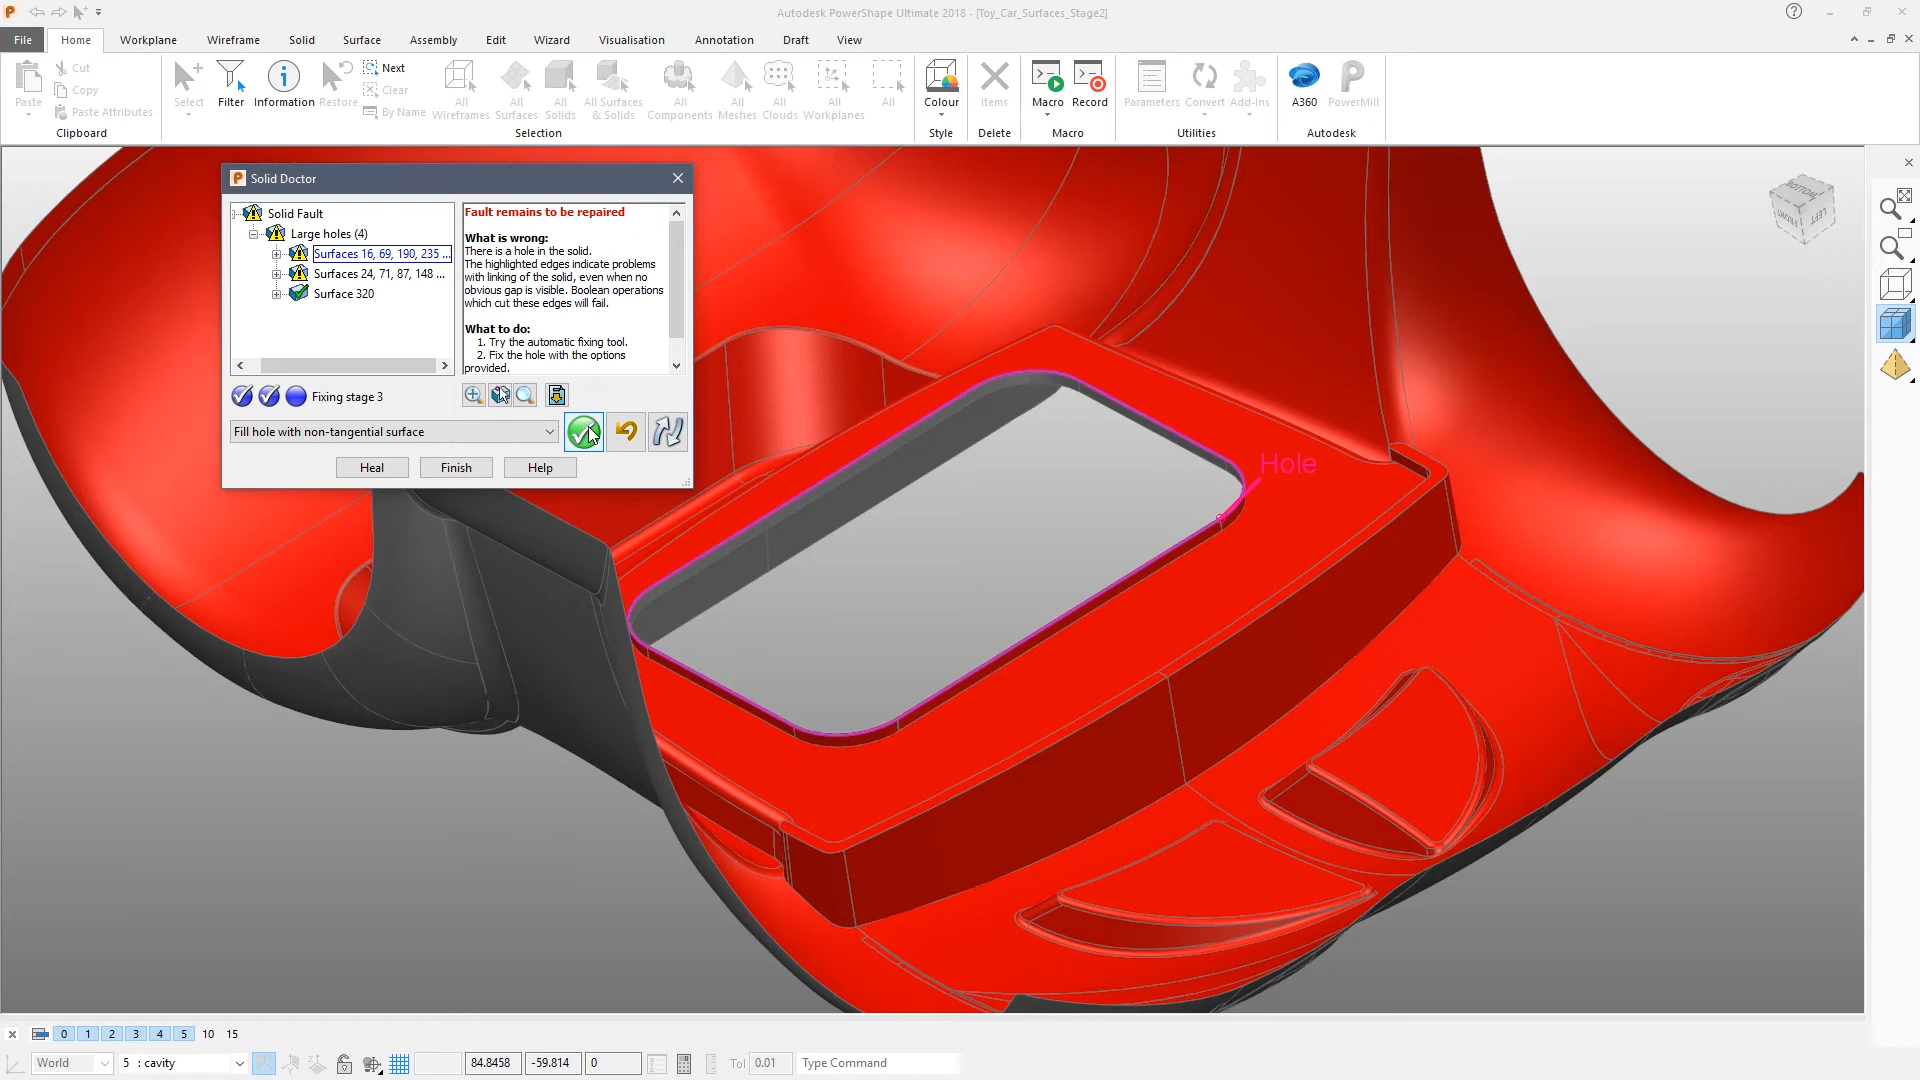 Autodesk PowerShape Ultimate 2018 - [Toy_Car_Surfaces_Stage2]
File Home Workplane Wireframe Solid Surface Assembly Edit Wizard Visualisation Annotation Draft View
Paste
Cut
Copy
Paste Attributes
Clipboard
Select Filter Information Restore
Next
Clear
By Name
All Wireframes
All Surfaces
All Solids
All Surfaces & Solids
All Components
All Meshes
All Clouds
All Workplanes
All
Selection
Colour
Style
Items
Delete
Macro Record
Macro
Parameters Convert Add-Ins
Utilities
A360 PowerMill
Autodesk
Solid Doctor
Solid Fault
Large holes (4)
Surfaces 16, 69, 190, 235 ...
Surfaces 24, 71, 87, 148 ...
Surface 320
Fault remains to be repaired
What is wrong:
There is a hole in the solid.
The highlighted edges indicate problems
with linking of the solid, even when no
obvious gap is visible. Boolean operations
which cut these edges will fail.
What to do:
1. Try the automatic fixing tool.
2. Fix the hole with the options
provided.
Fixing stage 3
Fill hole with non-tangential surface
Heal Finish Help
Hole
BOTTOM
FRONT
LEFT
0 1 2 3 4 5 10 15
World 5 : cavity 84.8458 -59.814 0 Tol 0.01 Type Command